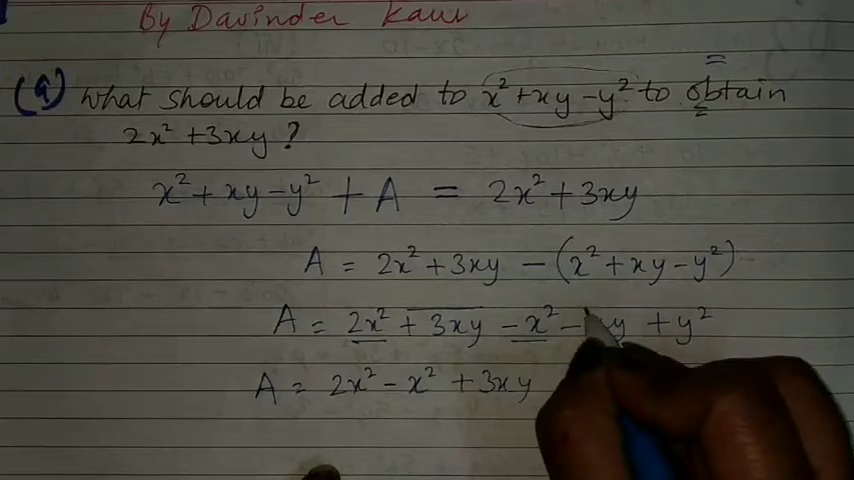 By Davinder Kaur
(q) What should be added to x² + xy - y² to obtain
2x² + 3xy ?
x² + xy - y² + A = 2x² + 3xy
A = 2x² + 3xy - (x² + xy - y²)
A = 2x² + 3xy - x² - y + y²
A = 2x² - x² + 3xy